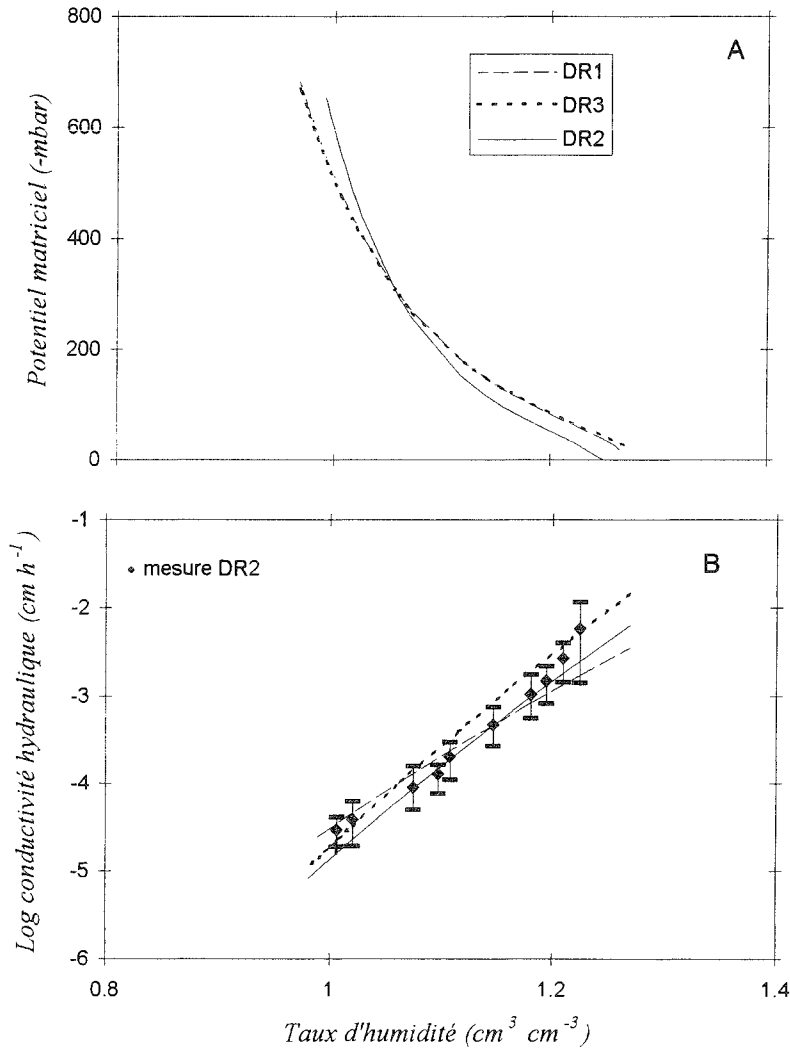 800
600
400
200
0
Potentiel matriciel (-mbar)
A
DR1
DR3
DR2
-1
-2
-3
-4
-5
-6
Log conductivité hydraulique (cm h⁻¹)
mesure DR2
B
0.8
1
1.2
1.4
Taux d'humidité (cm³ cm⁻³)